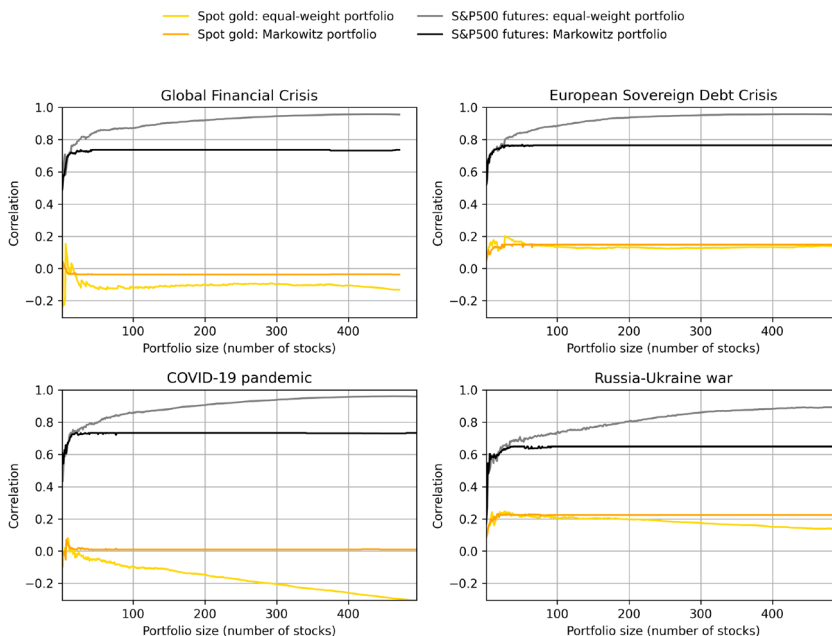 Spot gold: equal-weight portfolio
Spot gold: Markowitz portfolio
S&P500 futures: equal-weight portfolio
S&P500 futures: Markowitz portfolio
Global Financial Crisis
1.0
0.8
0.6
0.4
0.2
0.0
−0.2
Correlation
100 200 300 400
Portfolio size (number of stocks)
European Sovereign Debt Crisis
1.0
0.8
0.6
0.4
0.2
0.0
−0.2
Correlation
100 200 300 400
Portfolio size (number of stocks)
COVID-19 pandemic
1.0
0.8
0.6
0.4
0.2
0.0
−0.2
Correlation
100 200 300 400
Portfolio size (number of stocks)
Russia-Ukraine war
1.0
0.8
0.6
0.4
0.2
0.0
−0.2
Correlation
100 200 300 400
Portfolio size (number of stocks)